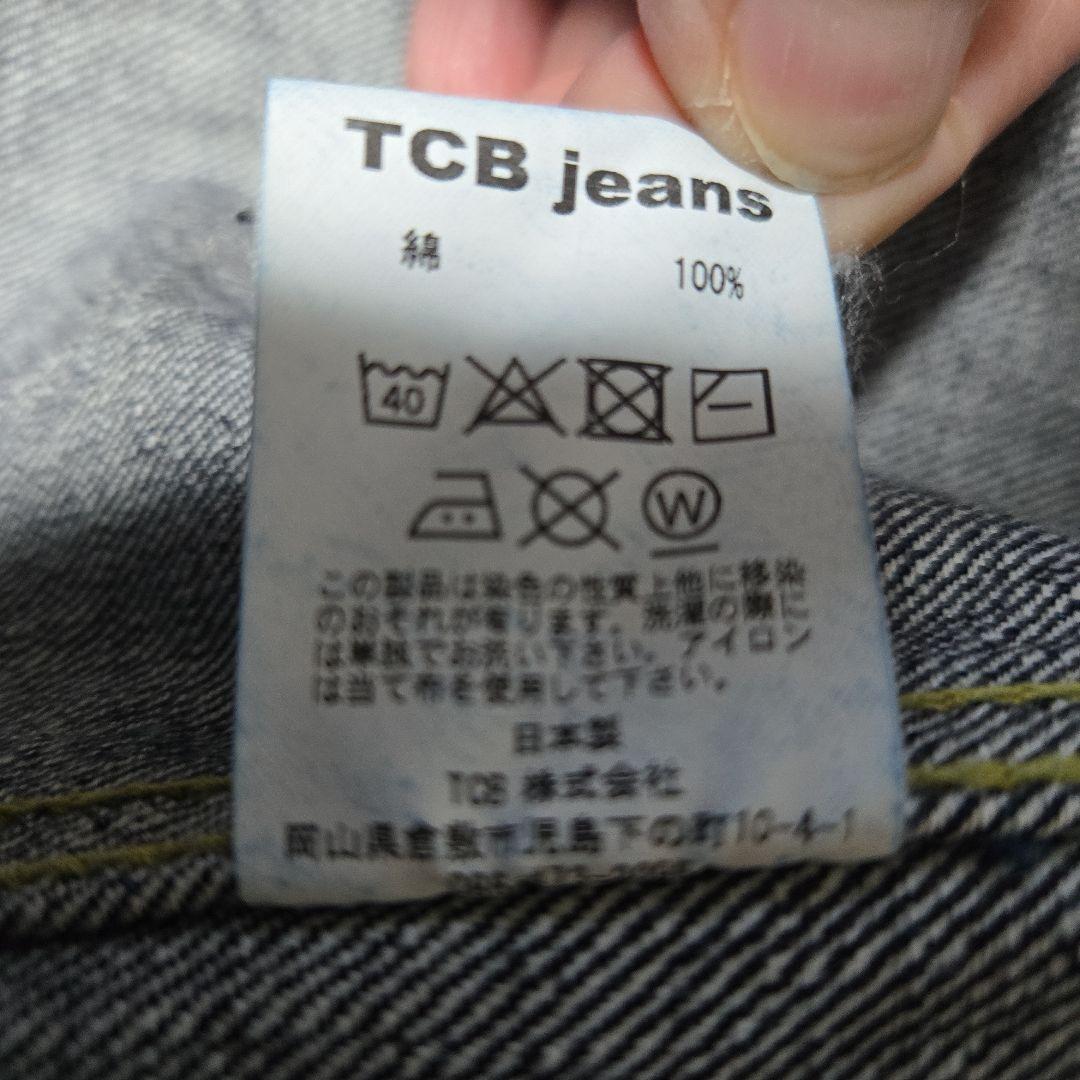 TCB jeans
綿 100%
40
W
この製品は染色の性質上他に移染
のおそれが有ります。洗濯の際に
は単独でお洗い下さい。アイロン
は当て布を使用して下さい。
日本製
TCB 株式会社
岡山県倉敷市児島下の町10-4-1